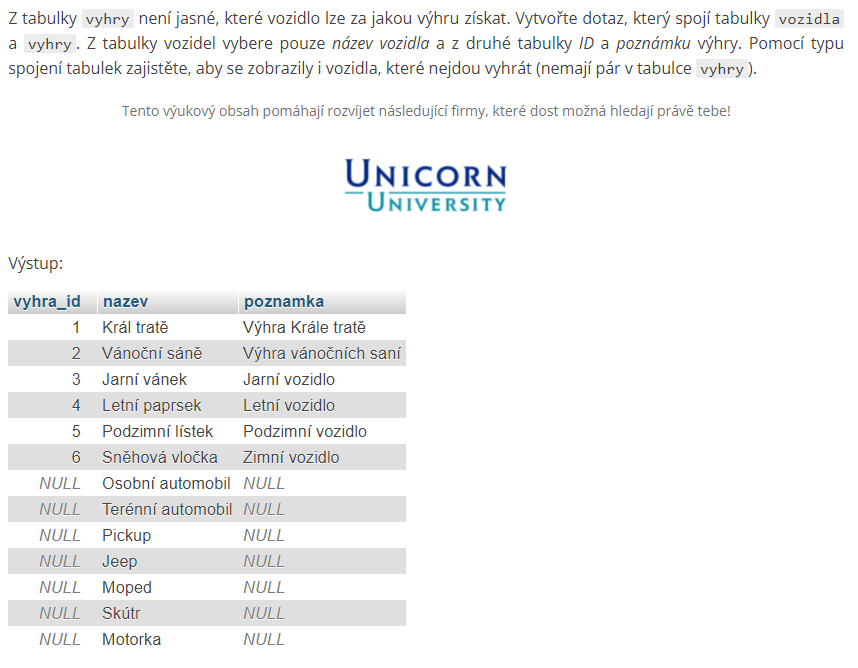 Z tabulky vyhry není jasné, které vozidlo lze za jakou výhru získat. Vytvořte dotaz, který spojí tabulky vozidla
a vyhry. Z tabulky vozidel vybere pouze název vozidla a z druhé tabulky ID a poznámku výhry. Pomocí typu
spojení tabulek zajistěte, aby se zobrazily i vozidla, které nejdou vyhrát (nemají pár v tabulce vyhry).
Tento výukový obsah pomáhají rozvíjet následující firmy, které dost možná hledají právě tebe!
UNICORN
UNIVERSITY
Výstup:
vyhra_id nazev poznamka
1 Král tratě Výhra Krále tratě
2 Vánoční sáně Výhra vánočních saní
3 Jarní vánek Jarní vozidlo
4 Letní paprsek Letní vozidlo
5 Podzimní lístek Podzimní vozidlo
6 Sněhová vločka Zimní vozidlo
NULL Osobní automobil NULL
NULL Terénní automobil NULL
NULL Pickup NULL
NULL Jeep NULL
NULL Moped NULL
NULL Skútr NULL
NULL Motorka NULL